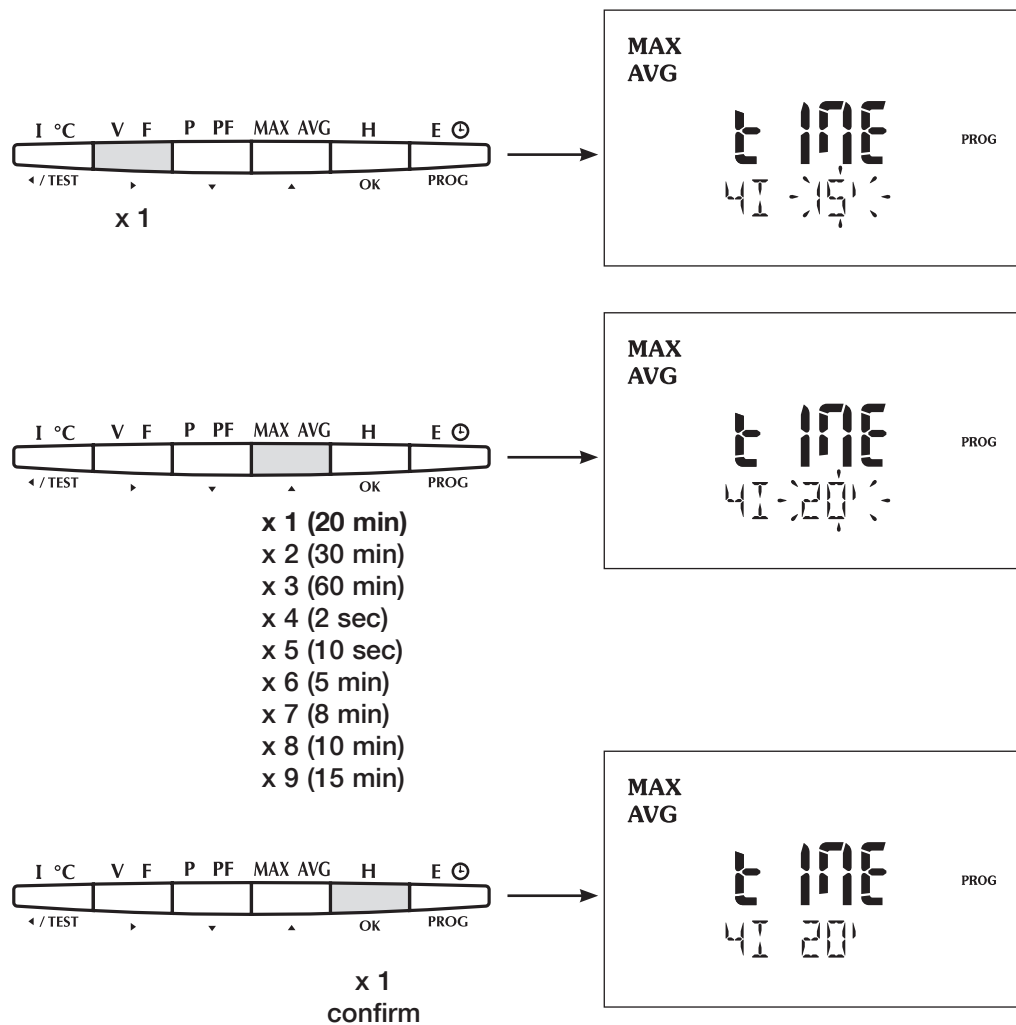 MAX
AVG
I °C V F P PF MAX AVG H E
◂ / TEST ▸ ▾ ▴ OK PROG
x 1
t IME
PROG
4I 15'
MAX
AVG
I °C V F P PF MAX AVG H E
◂ / TEST ▸ ▾ ▴ OK PROG
t IME
PROG
4I 20'
x 1 (20 min)
x 2 (30 min)
x 3 (60 min)
x 4 (2 sec)
x 5 (10 sec)
x 6 (5 min)
x 7 (8 min)
x 8 (10 min)
x 9 (15 min)
MAX
AVG
I °C V F P PF MAX AVG H E
◂ / TEST ▸ ▾ ▴ OK PROG
t IME
PROG
4I 20'
x 1
confirm